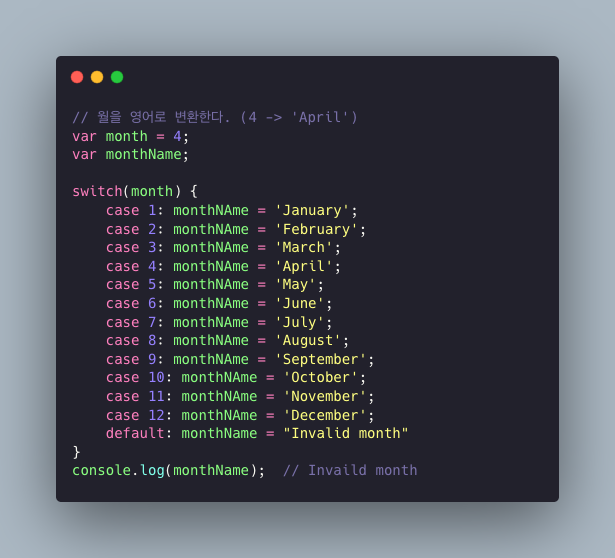 // 월을 영어로 변환한다. (4 -> 'April')
var month = 4;
var monthName;
switch(month) {
case 1: monthNAme = 'January';
case 2: monthNAme = 'February';
case 3: monthNAme = 'March';
case 4: monthNAme = 'April';
case 5: monthNAme = 'May';
case 6: monthNAme = 'June';
case 7: monthNAme = 'July';
case 8: monthNAme = 'August';
case 9: monthNAme = 'September';
case 10: monthNAme = 'October';
case 11: monthNAme = 'November';
case 12: monthNAme = 'December';
default: monthName = "Invalid month"
}
console.log(monthName);  // Invaild month